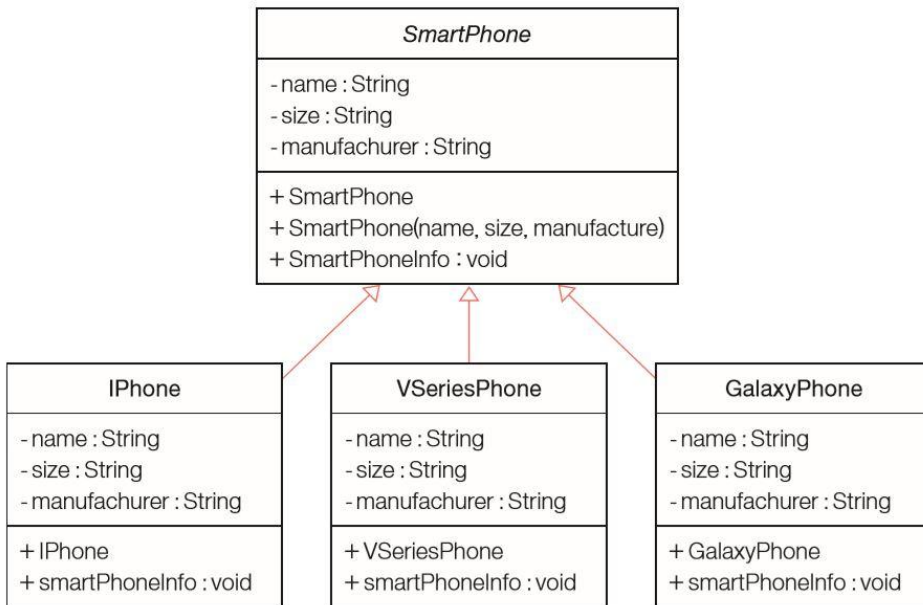 SmartPhone
- name : String
- size : String
- manufachurer : String
+ SmartPhone
+ SmartPhone(name, size, manufacture)
+ SmartPhoneInfo : void
IPhone
- name : String
- size : String
- manufachurer : String
+ IPhone
+ smartPhoneInfo : void
VSeriesPhone
- name : String
- size : String
- manufachurer : String
+ VSeriesPhone
+ smartPhoneInfo : void
GalaxyPhone
- name : String
- size : String
- manufachurer : String
+ GalaxyPhone
+ smartPhoneInfo : void